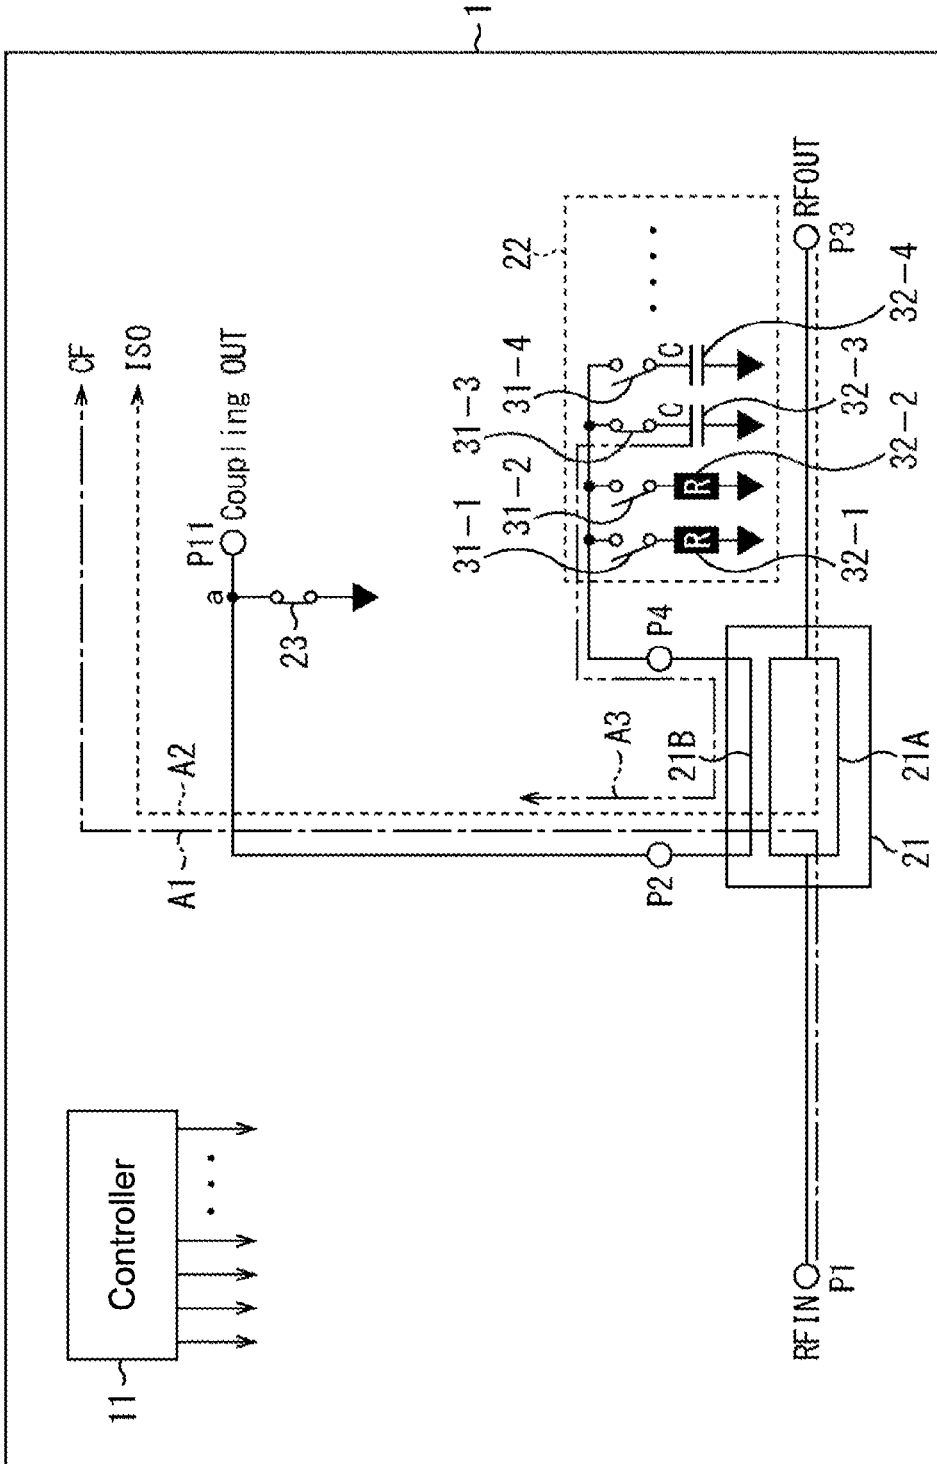 1
CF
ISO
A1
A2
P11
Coupling OUT
a
23
11
Controller
A3
P2
P4
22
31-1
31-2
31-3
31-4
C
C
R
R
32-1
32-2
32-3
32-4
21B
21A
21
RFIN
P1
RFOUT
P3